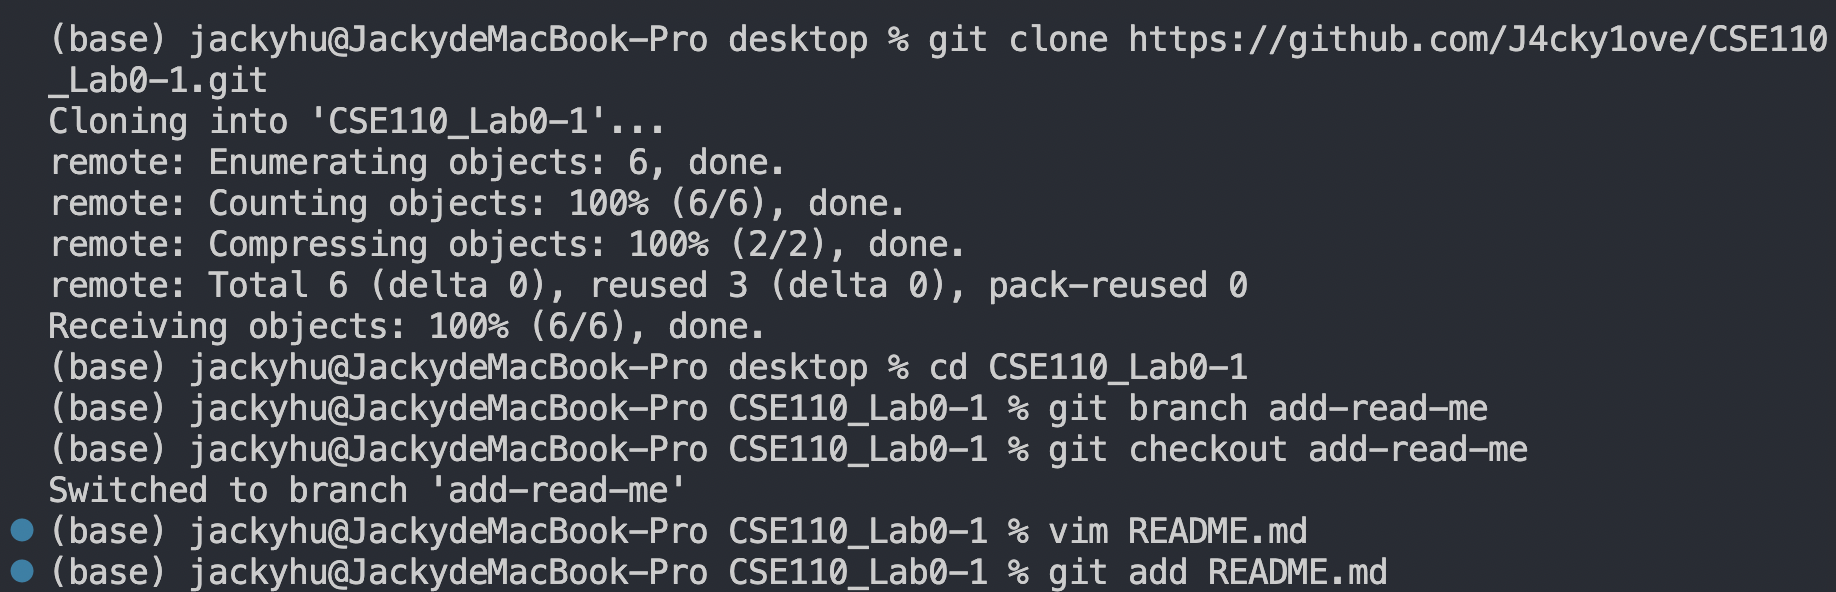 (base) jackyhu@JackydeMacBook-Pro desktop % git clone https://github.com/J4cky1ove/CSE110
_Lab0-1.git
Cloning into 'CSE110_Lab0-1'...
remote: Enumerating objects: 6, done.
remote: Counting objects: 100% (6/6), done.
remote: Compressing objects: 100% (2/2), done.
remote: Total 6 (delta 0), reused 3 (delta 0), pack-reused 0
Receiving objects: 100% (6/6), done.
(base) jackyhu@JackydeMacBook-Pro desktop % cd CSE110_Lab0-1
(base) jackyhu@JackydeMacBook-Pro CSE110_Lab0-1 % git branch add-read-me
(base) jackyhu@JackydeMacBook-Pro CSE110_Lab0-1 % git checkout add-read-me
Switched to branch 'add-read-me'
(base) jackyhu@JackydeMacBook-Pro CSE110_Lab0-1 % vim README.md
(base) jackyhu@JackydeMacBook-Pro CSE110_Lab0-1 % git add README.md